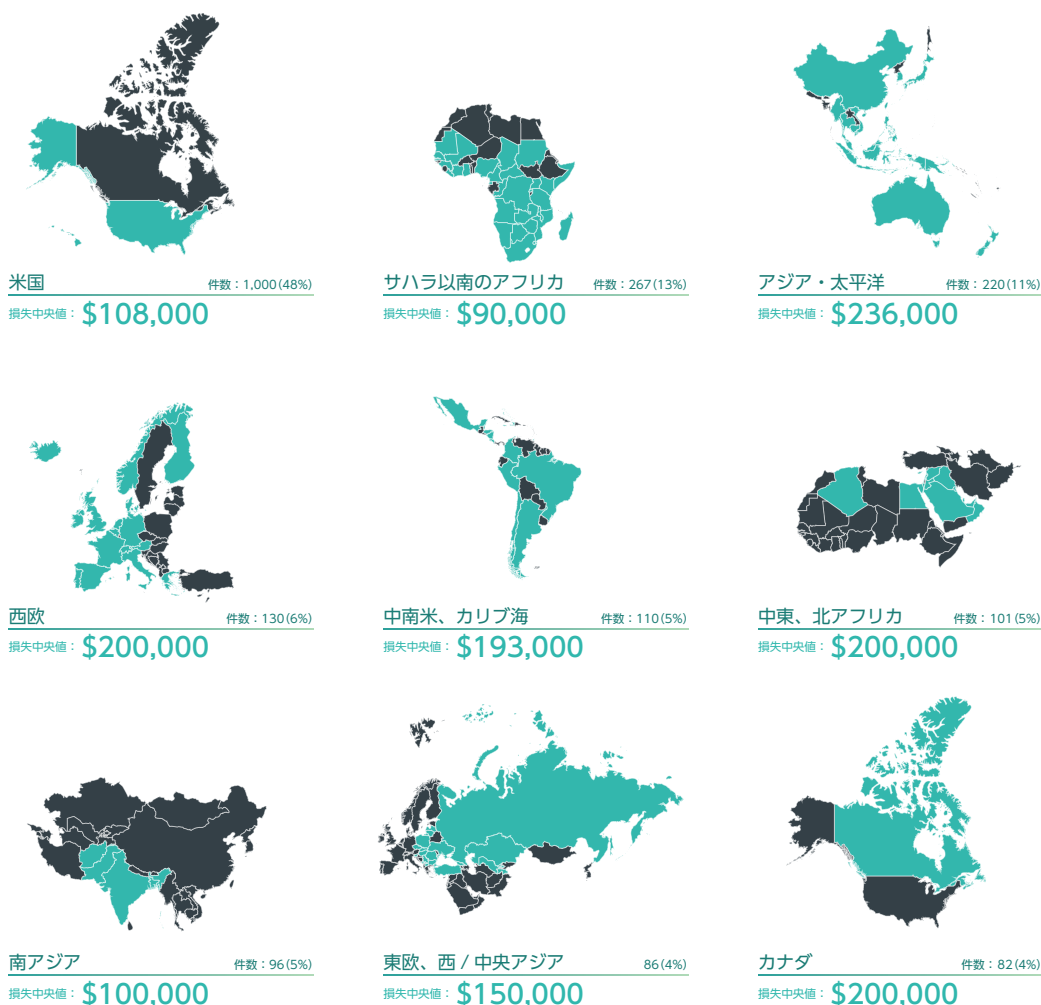 米国 件数：1,000(48%)
損失中央値： $108,000
サハラ以南のアフリカ 件数：267(13%)
損失中央値： $90,000
アジア・太平洋 件数：220(11%)
損失中央値： $236,000
西欧 件数：130(6%)
損失中央値： $200,000
中南米、カリブ海 件数：110(5%)
損失中央値： $193,000
中東、北アフリカ 件数：101(5%)
損失中央値： $200,000
南アジア 件数：96(5%)
損失中央値： $100,000
東欧、西 / 中央アジア 86(4%)
損失中央値： $150,000
カナダ 件数：82(4%)
損失中央値： $200,000